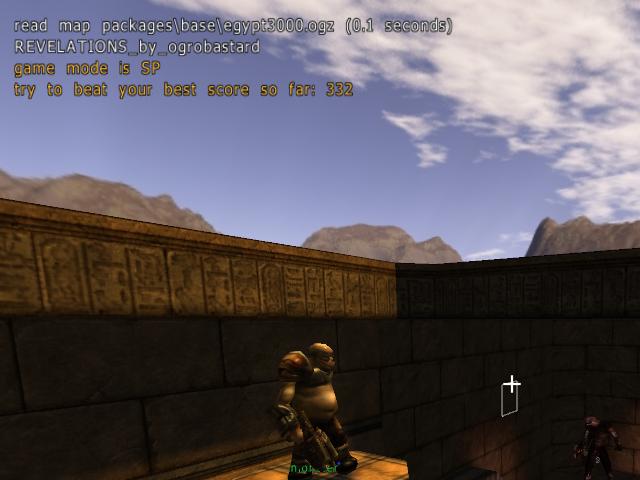 read map packages\base\egypt3000.ogz (0.1 seconds)
REVELATIONS_by_ogrobastard
game mode is SP
try to beat your best score so far: 332